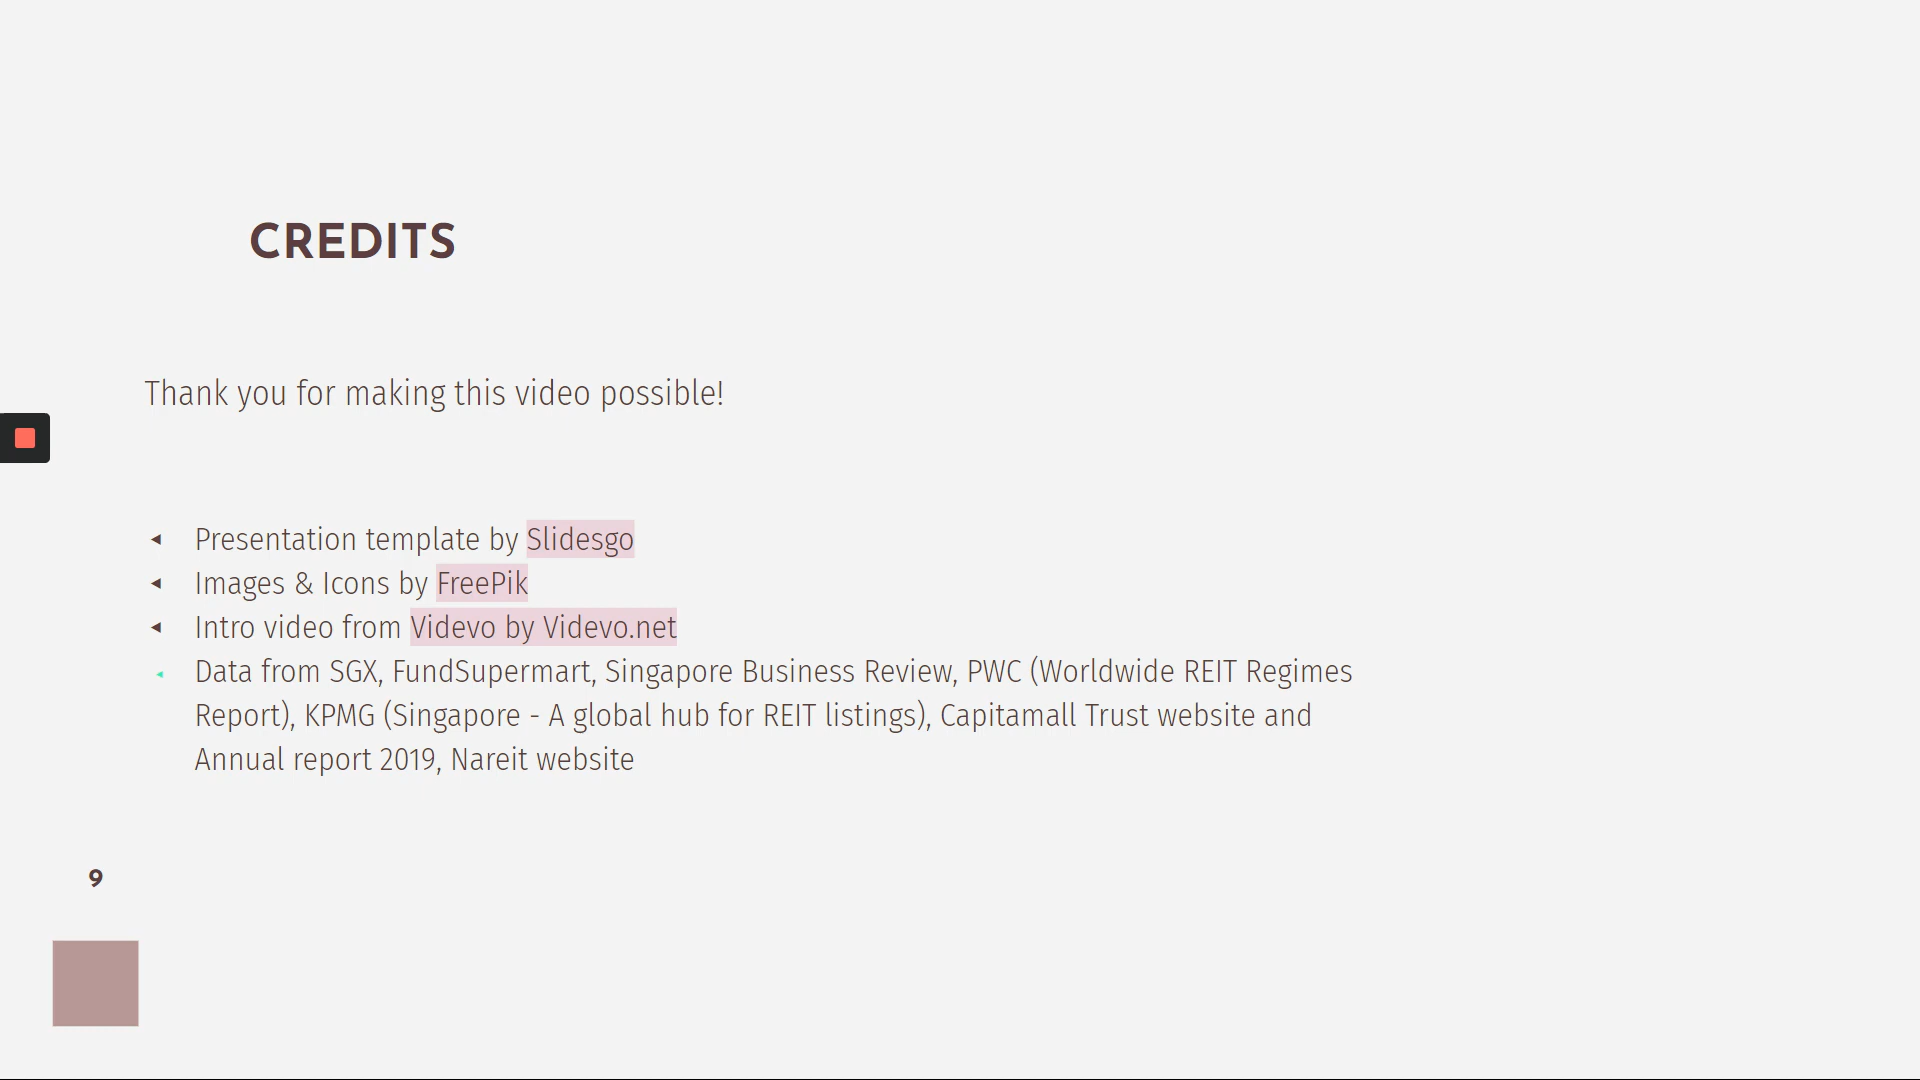 CREDITS
Thank you for making this video possible!
Presentation template by Slidesgo
Images & Icons by FreePik
Intro video from Videvo by Videvo.net
Data from SGX, FundSupermart, Singapore Business Review, PWC (Worldwide REIT Regimes
Report), KPMG (Singapore - A global hub for REIT listings), Capitamall Trust website and
Annual report 2019, Nareit website
9